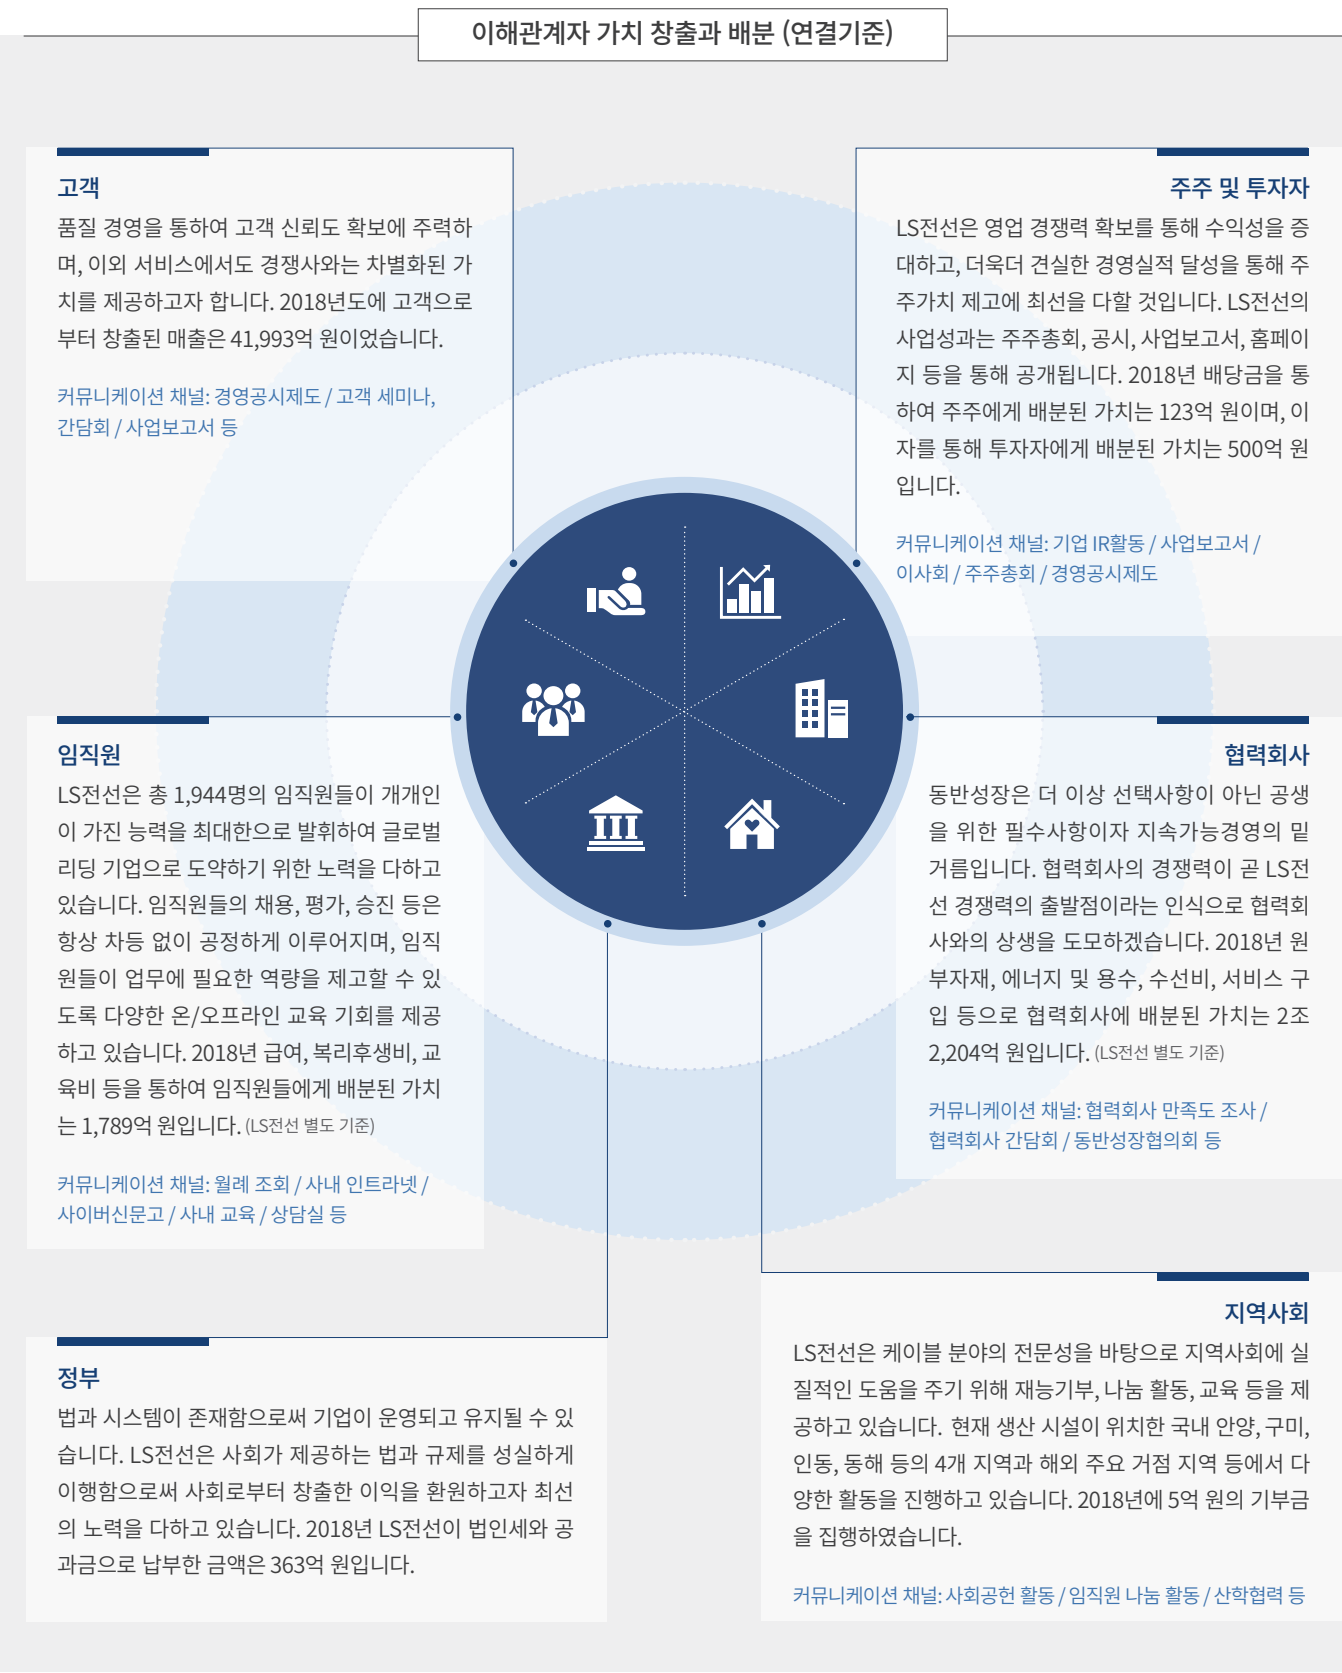 이해관계자 가치 창출과 배분 (연결기준)
고객
품질 경영을 통하여 고객 신뢰도 확보에 주력하
며, 이외 서비스에서도 경쟁사와는 차별화된 가
치를 제공하고자 합니다. 2018년도에 고객으로
부터 창출된 매출은 41,993억 원이었습니다.
커뮤니케이션 채널: 경영공시제도 / 고객 세미나,
간담회 / 사업보고서 등
주주 및 투자자
LS전선은 영업 경쟁력 확보를 통해 수익성을 증
대하고, 더욱더 견실한 경영실적 달성을 통해 주
주가치 제고에 최선을 다할 것입니다. LS전선의
사업성과는 주주총회, 공시, 사업보고서, 홈페이
지 등을 통해 공개됩니다. 2018년 배당금을 통
하여 주주에게 배분된 가치는 123억 원이며, 이
자를 통해 투자자에게 배분된 가치는 500억 원
입니다.
커뮤니케이션 채널: 기업 IR활동 / 사업보고서 /
이사회 / 주주총회 / 경영공시제도
임직원
LS전선은 총 1,944명의 임직원들이 개개인
이 가진 능력을 최대한으로 발휘하여 글로벌
리딩 기업으로 도약하기 위한 노력을 다하고
있습니다. 임직원들의 채용, 평가, 승진 등은
항상 차등 없이 공정하게 이루어지며, 임직
원들이 업무에 필요한 역량을 제고할 수 있
도록 다양한 온/오프라인 교육 기회를 제공
하고 있습니다. 2018년 급여, 복리후생비, 교
육비 등을 통하여 임직원들에게 배분된 가치
는 1,789억 원입니다. (LS전선 별도 기준)
커뮤니케이션 채널: 월례 조회 / 사내 인트라넷 /
사이버신문고 / 사내 교육 / 상담실 등
협력회사
동반성장은 더 이상 선택사항이 아닌 공생
을 위한 필수사항이자 지속가능경영의 밑
거름입니다. 협력회사의 경쟁력이 곧 LS전
선 경쟁력의 출발점이라는 인식으로 협력회
사와의 상생을 도모하겠습니다. 2018년 원
부자재, 에너지 및 용수, 수선비, 서비스 구
입 등으로 협력회사에 배분된 가치는 2조
2,204억 원입니다. (LS전선 별도 기준)
커뮤니케이션 채널: 협력회사 만족도 조사 /
협력회사 간담회 / 동반성장협의회 등
정부
법과 시스템이 존재함으로써 기업이 운영되고 유지될 수 있
습니다. LS전선은 사회가 제공하는 법과 규제를 성실하게
이행함으로써 사회로부터 창출한 이익을 환원하고자 최선
의 노력을 다하고 있습니다. 2018년 LS전선이 법인세와 공
과금으로 납부한 금액은 363억 원입니다.
지역사회
LS전선은 케이블 분야의 전문성을 바탕으로 지역사회에 실
질적인 도움을 주기 위해 재능기부, 나눔 활동, 교육 등을 제
공하고 있습니다. 현재 생산 시설이 위치한 국내 안양, 구미,
인동, 동해 등의 4개 지역과 해외 주요 거점 지역 등에서 다
양한 활동을 진행하고 있습니다. 2018년에 5억 원의 기부금
을 집행하였습니다.
커뮤니케이션 채널: 사회공헌 활동 / 임직원 나눔 활동 / 산학협력 등